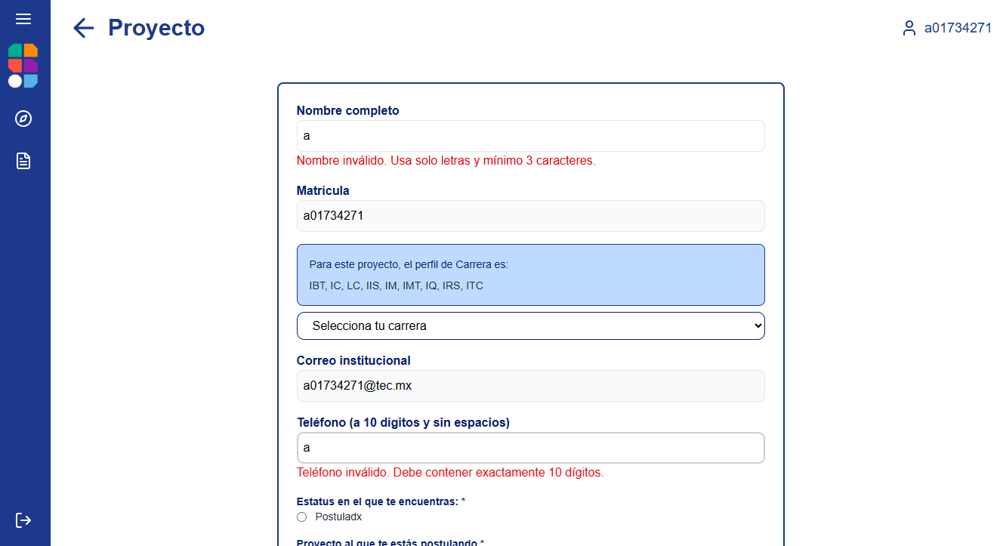 Proyecto
a01734271
Nombre completo
a
Nombre inválido. Usa solo letras y mínimo 3 caracteres.
Matrícula
a01734271
Para este proyecto, el perfil de Carrera es:
IBT, IC, LC, IIS, IM, IMT, IQ, IRS, ITC
Selecciona tu carrera
Correo institucional
a01734271@tec.mx
Teléfono (a 10 digitos y sin espacios)
a
Teléfono inválido. Debe contener exactamente 10 dígitos.
Estatus en el que te encuentras: *
Postuladx
Proyecto al que te estás postulando *